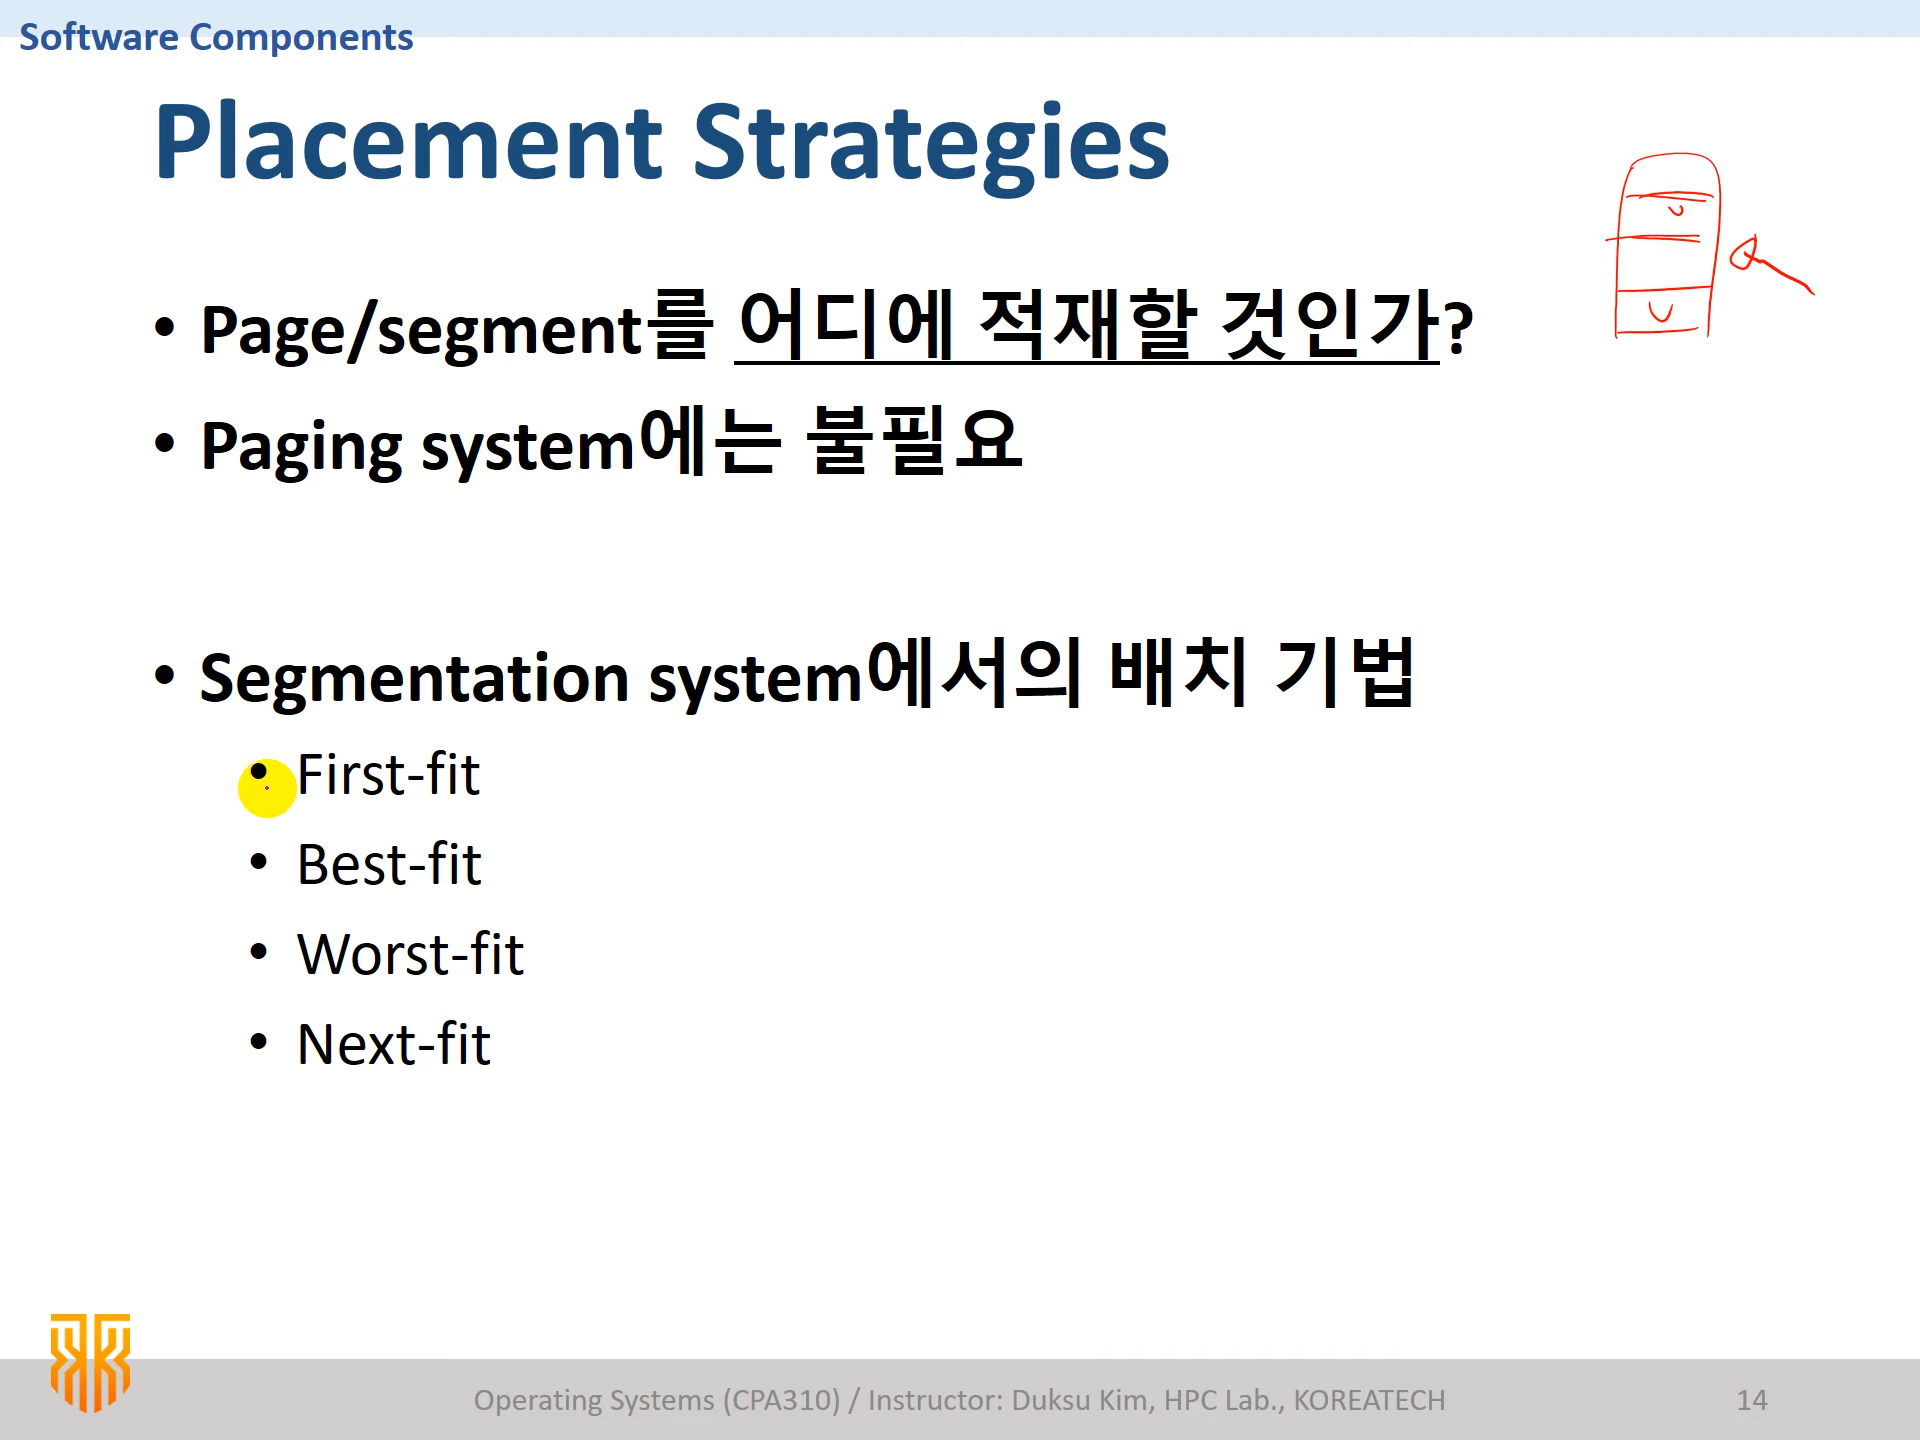 Software Components
Placement Strategies
• Page/segment를 어디에 적재할 것인가?
• Paging system에는 불필요
• Segmentation system에서의 배치 기법
• First-fit
• Best-fit
• Worst-fit
• Next-fit
Operating Systems (CPA310) / Instructor: Duksu Kim, HPC Lab., KOREATECH
14